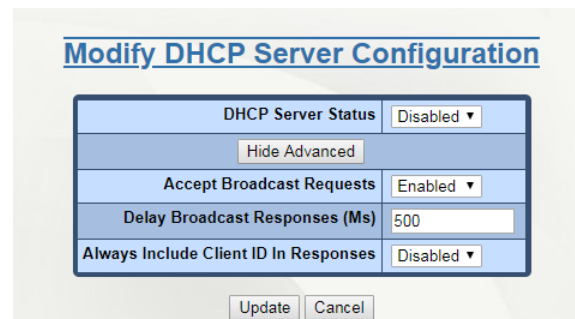 Modify DHCP Server Configuration
DHCP Server Status Disabled
Hide Advanced
Accept Broadcast Requests Enabled
Delay Broadcast Responses (Ms) 500
Always Include Client ID In Responses Disabled
Update Cancel